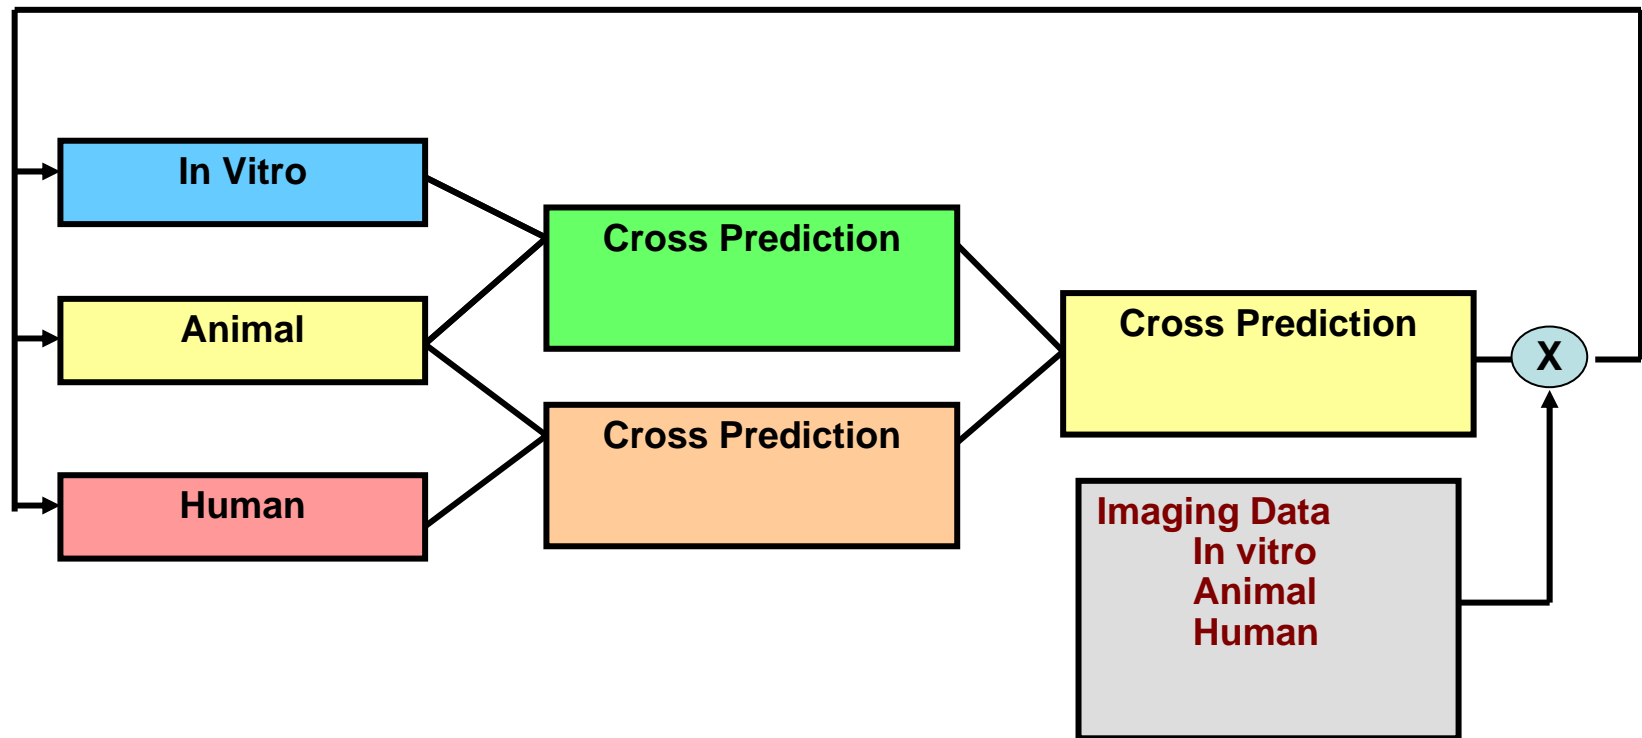 In Vitro
Cross Prediction
Animal
Cross Prediction
X
Cross Prediction
Human
Imaging Data
In vitro
Animal
Human